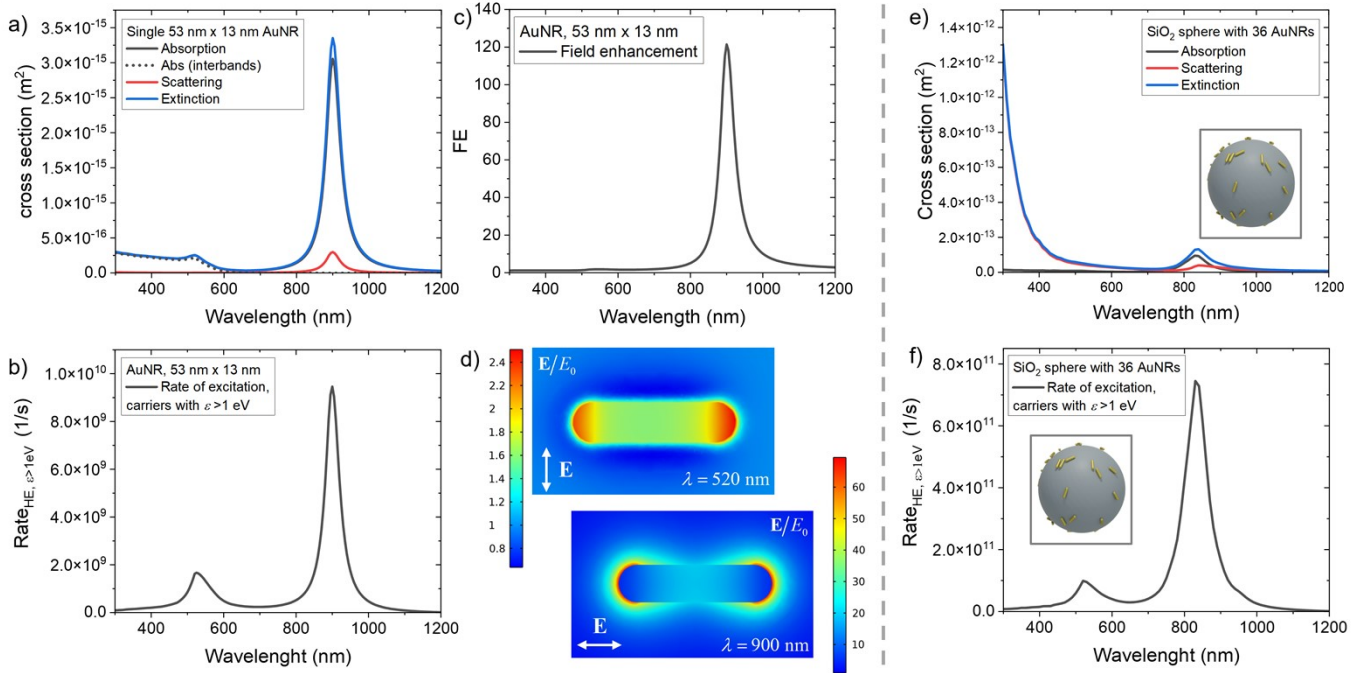 a)
Single 53 nm x 13 nm AuNR
Absorption
Abs (interbands)
Scattering
Extinction
cross section (m²)
3.5×10⁻¹⁵
3.0×10⁻¹⁵
2.5×10⁻¹⁵
3.5×10⁻¹⁵
1.5×10⁻¹⁵
1.0×10⁻¹⁵
5.0×10⁻¹⁶
0.0
400 600 800 1000 1200
Wavelength (nm)
c)
AuNR, 53 nm x 13 nm
Field enhancement
FE
140
120
100
80
60
40
20
0
400 600 800 1000 1200
Wavelength (nm)
e)
SiO₂ sphere with 36 AuNRs
Absorption
Scattering
Extinction
Cross section (m²)
1.4×10⁻¹²
1.2×10⁻¹²
1.0×10⁻¹²
8.0×10⁻¹³
6.0×10⁻¹³
4.0×10⁻¹³
2.0×10⁻¹³
0.0
400 600 800 1000 1200
Wavelength (nm)
b)
AuNR, 53 nm x 13 nm
Rate of excitation,
carriers with ε >1 eV
Rate HE, ε>1eV (1/s)
1.0×10¹⁰
8.0×10⁹
6.0×10⁹
4.0×10⁹
2.0×10⁹
0.0
400 600 800 1000 1200
Wavelenght (nm)
d)
2.4
2.2
2.0
1.8
1.6
1.4
1.2
1.0
0.8
E/E₀
E
λ = 520 nm
E/E₀
E
λ = 900 nm
60
50
40
30
20
10
f)
SiO₂ sphere with 36 AuNRs
Rate of excitation,
carriers with ε >1 eV
Rate HE, ε>1eV (1/s)
8.0×10¹¹
6.0×10¹¹
4.0×10¹¹
2.0×10¹¹
0.0
400 600 800 1000 1200
Wavelenght (nm)